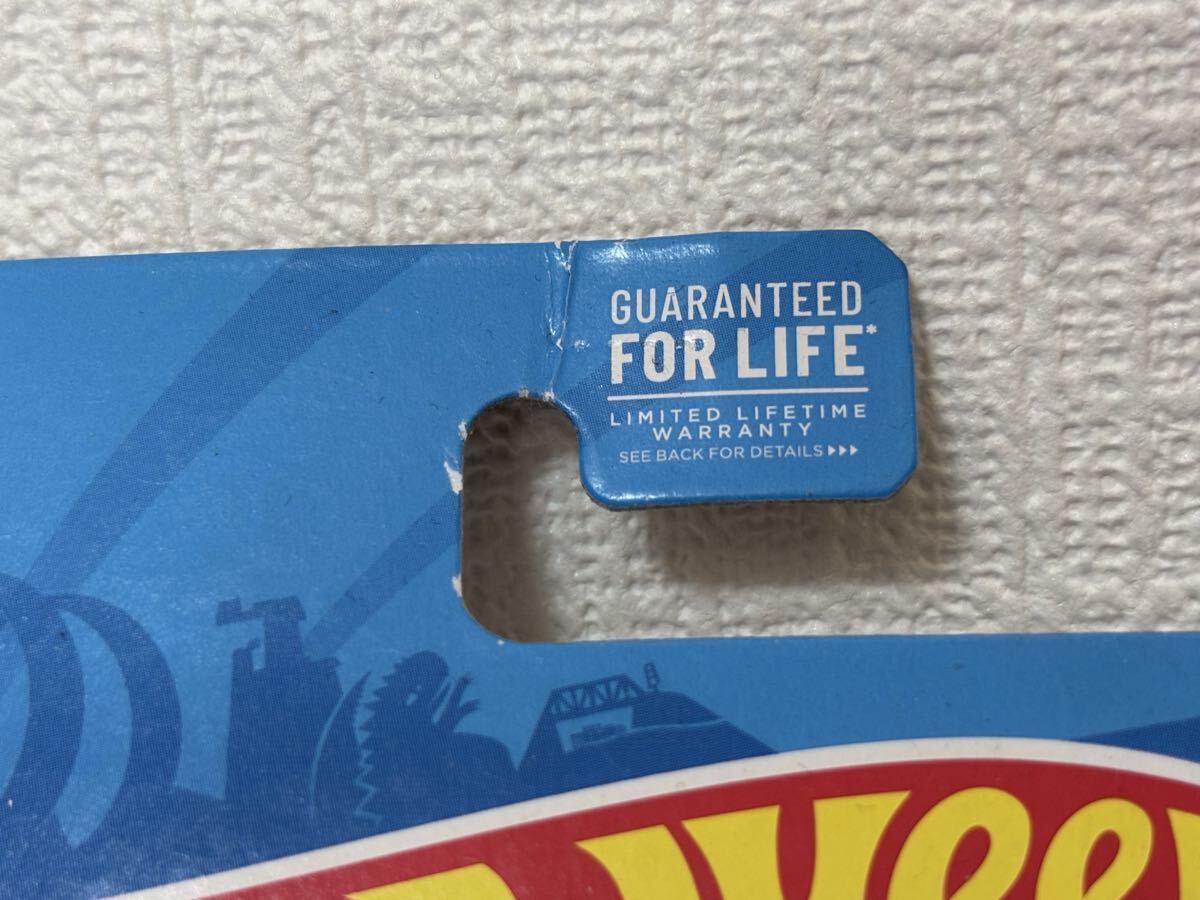 GUARANTEED
FOR LIFE*
LIMITED LIFETIME
WARRANTY
SEE BACK FOR DETAILS